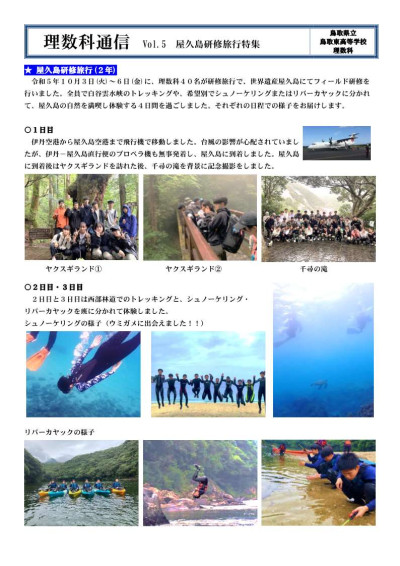 理数科通信 Vol.5 屋久島研修旅行特集
鳥取県立
鳥取東高等学校
理数科
★ 屋久島研修旅行(2年)
令和5年10月3日(火)~6日(金)に、理数科40名が研修旅行で、世界遺産屋久島にてフィールド研修を
行いました。全員で白谷雲水峡のトレッキングや、希望別でシュノーケリングまたはリバーカヤックに分かれ
て、屋久島の自然を満喫し体験する4日間を過ごしました。それぞれの日程での様子をお届けします。
○1日目
伊丹空港から屋久島空港まで飛行機で移動しました。台風の影響が心配されていまし
たが、伊丹-屋久島直行便のプロペラ機も無事発着し、屋久島に到着しました。屋久島
に到着後はヤクスギランドを訪れた後、千尋の滝を背景に記念撮影をしました。
ヤクスギランド① ヤクスギランド② 千尋の滝
○2日目・3日目
2日目と3日目は西部林道でのトレッキングと、シュノーケリング・
リバーカヤックを班に分かれて体験しました。
シュノーケリングの様子(ウミガメに出会えました!!)
リバーカヤックの様子